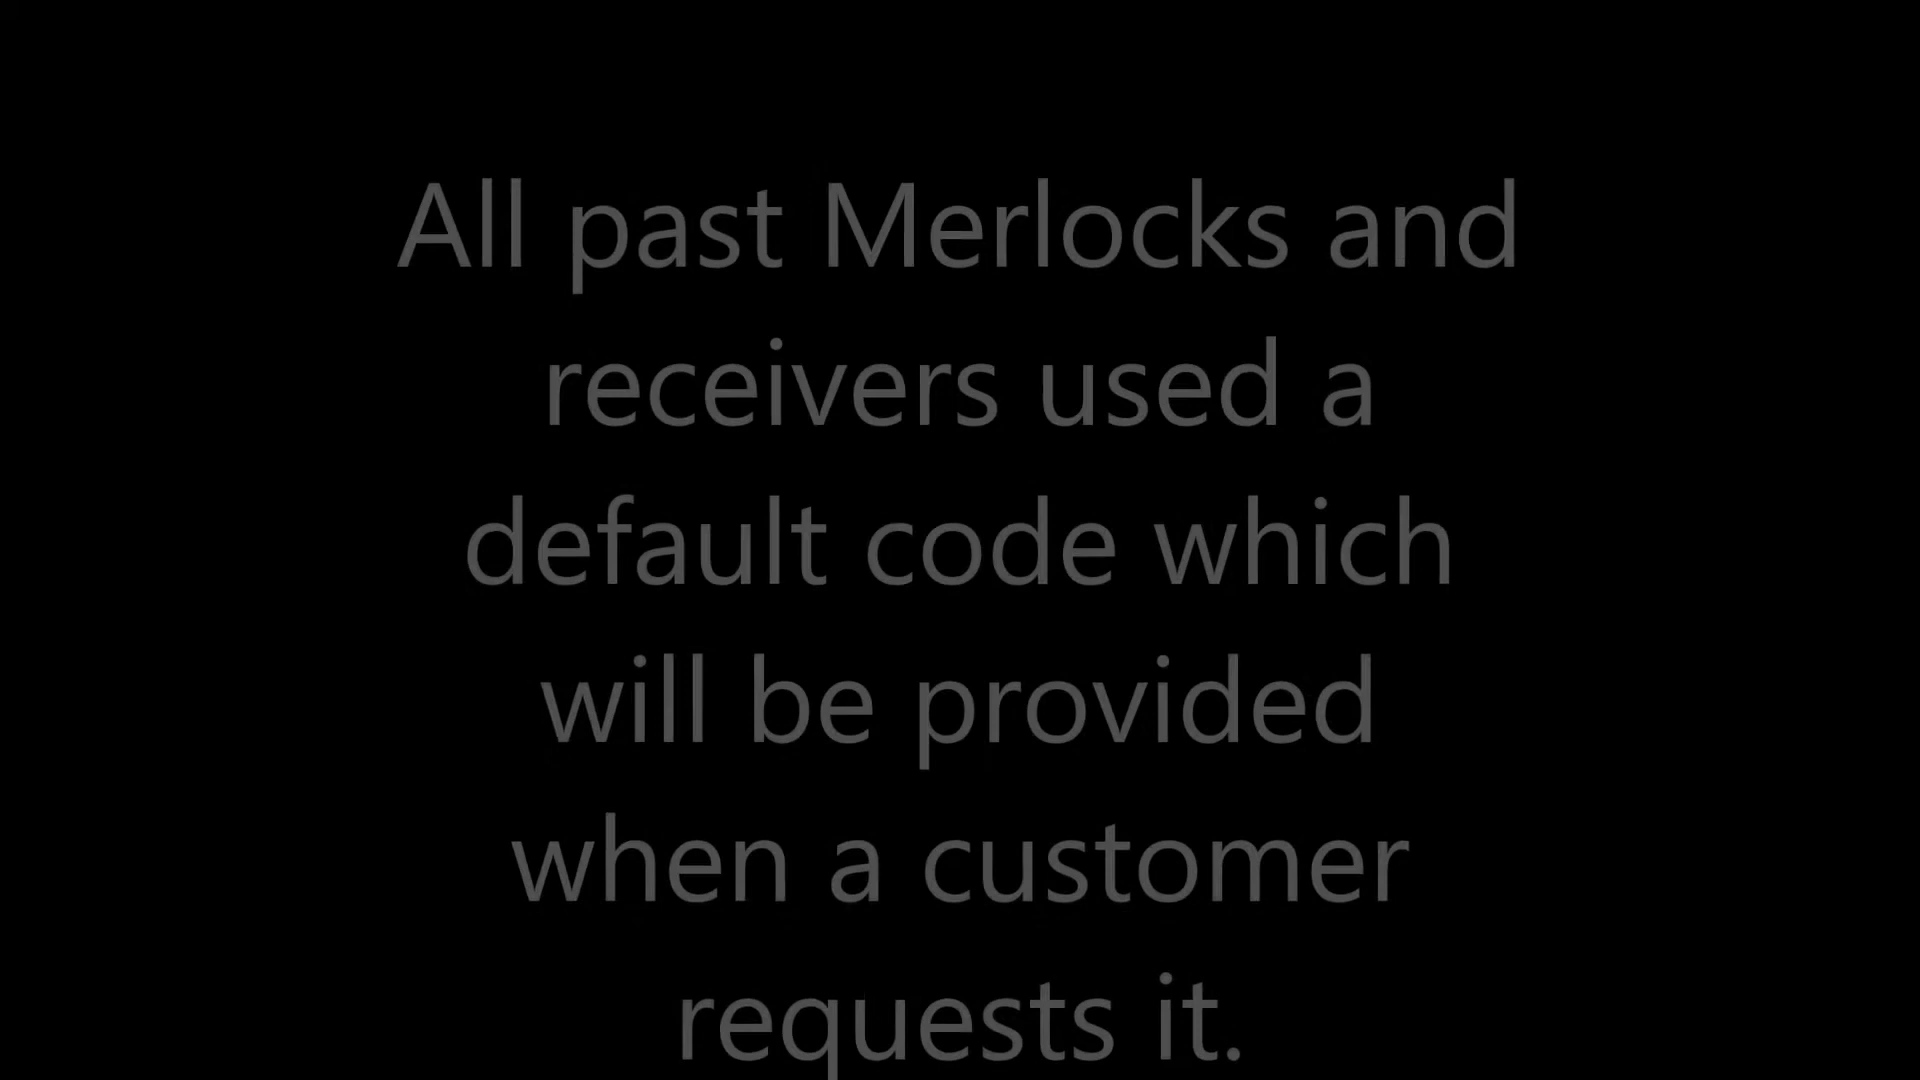 All past Merlocks and
receivers used a
default code which
will be provided
when a customer
requests it.